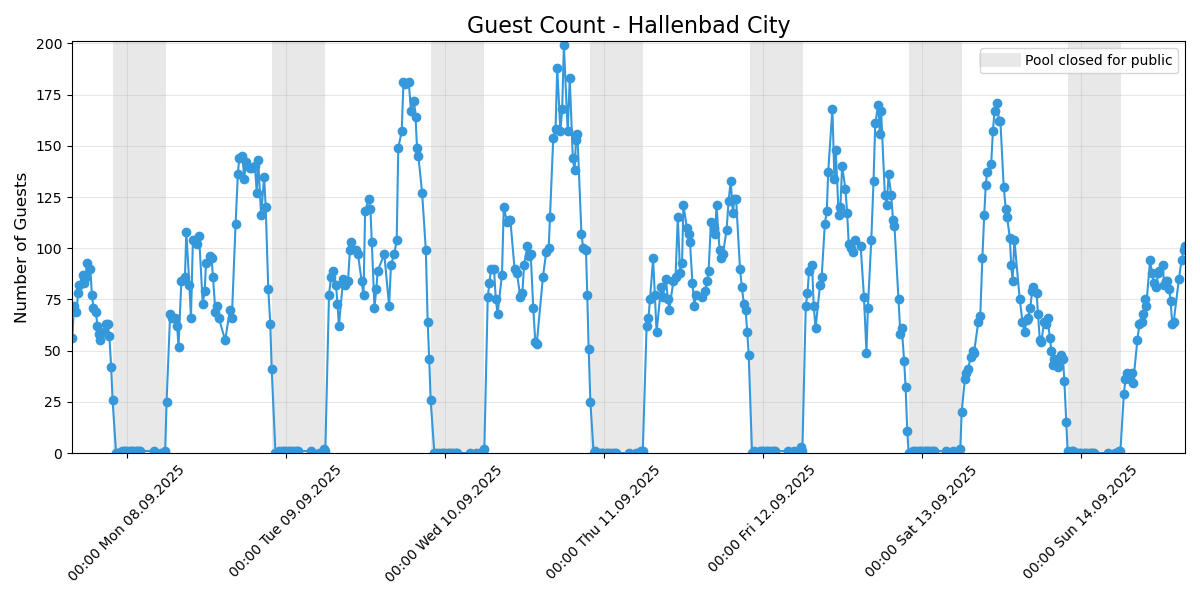 Guest Count - Hallenbad City
Pool closed for public
Number of Guests
200
175
150
125
100
75
50
25
0
00:00 Mon 08.09.2025
00:00 Tue 09.09.2025
00:00 Wed 10.09.2025
00:00 Thu 11.09.2025
00:00 Fri 12.09.2025
00:00 Sat 13.09.2025
00:00 Sun 14.09.2025